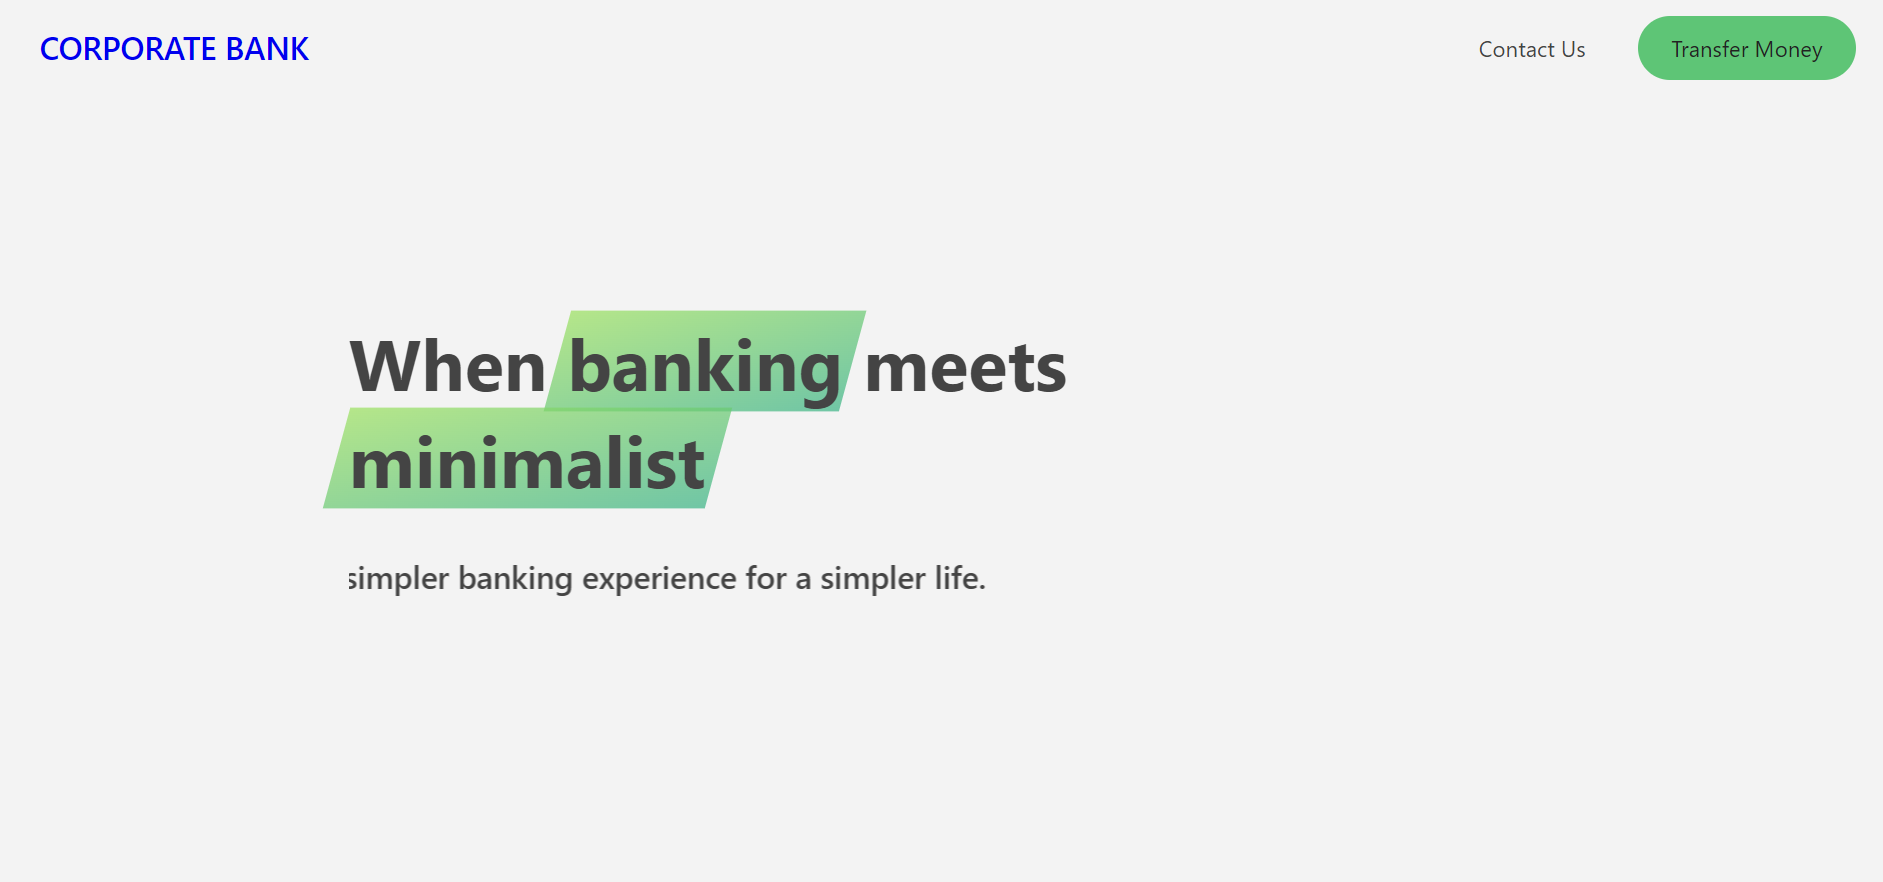 CORPORATE BANK
Contact Us
Transfer Money
When banking meets
minimalist
simpler banking experience for a simpler life.